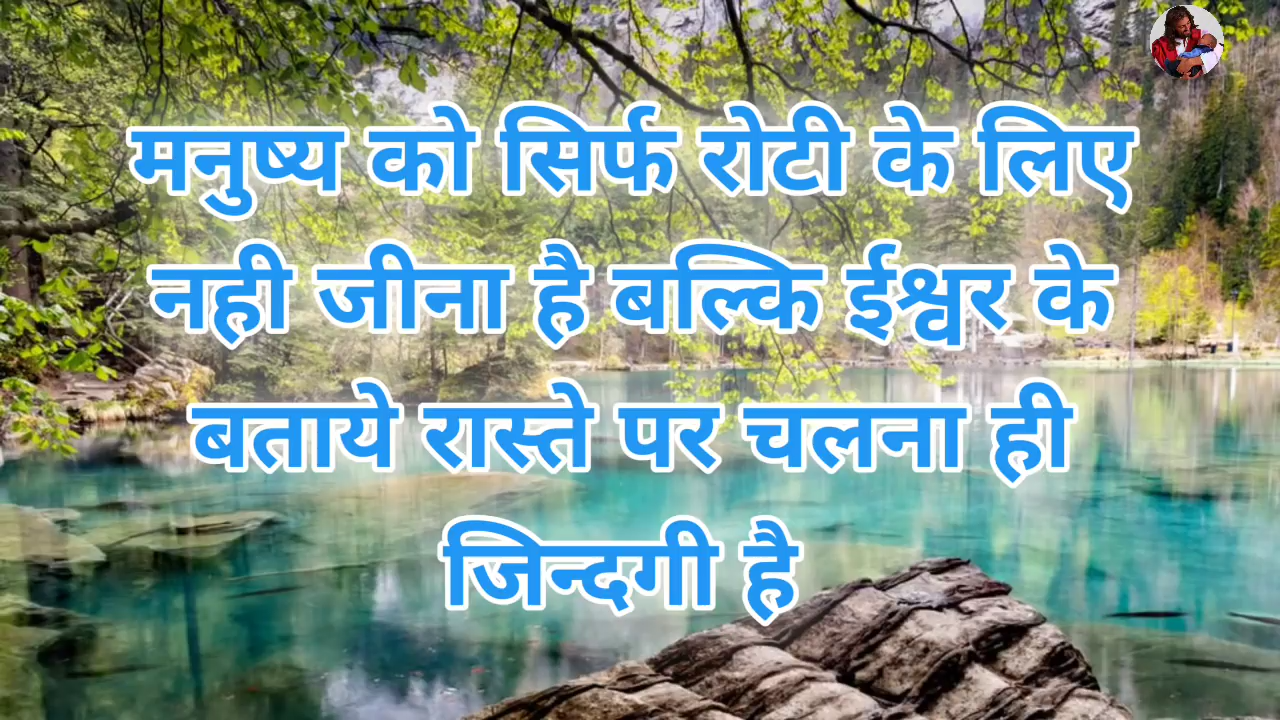 मनुष्य को सिर्फ रोटी के लिए
नही जीना है बल्कि ईश्वर के
बताये रास्ते पर चलना ही
जिन्दगी है